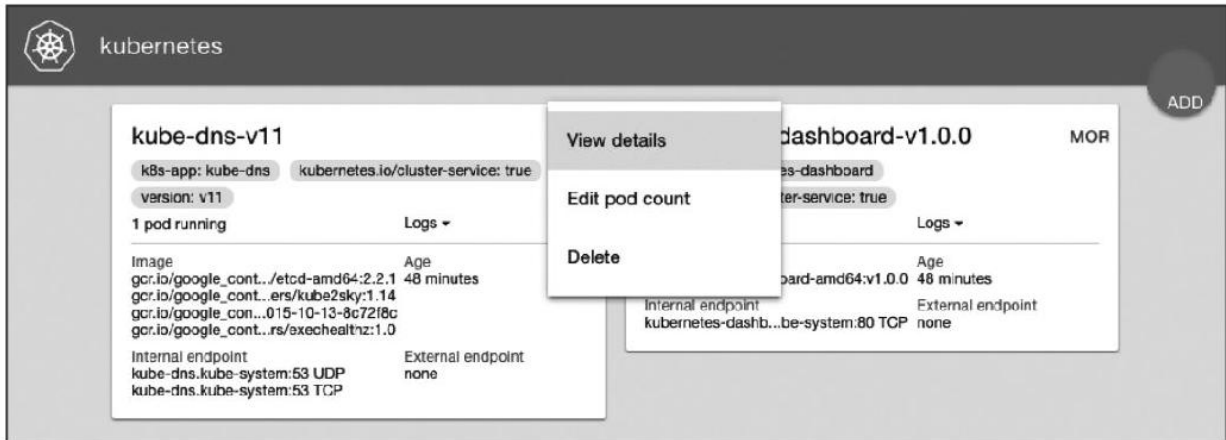 kubernetes
ADD
kube-dns-v11
k8s-app: kube-dns kubernetes.io/cluster-service: true
version: v11
1 pod running Logs
Image Age
gcr.io/google_cont.../etcd-amd64:2.2.1 48 minutes
gcr.io/google_cont...ers/kube2sky:1.14
gcr.io/google_con...015-10-13-8c72f8c
gcr.io/google_con...rs/exechealthz:1.0
Internal endpoint External endpoint
kube-dns.kube-system:53 UDP none
kube-dns.kube-system:53 TCP
View details
Edit pod count
Delete
dashboard-v1.0.0 MOR
es-dashboard
ter-service: true
Logs
Age
oard-amd64:v1.0.0 48 minutes
Internal endpoint External endpoint
kubernetes-dashb...be-system:80 TCP none